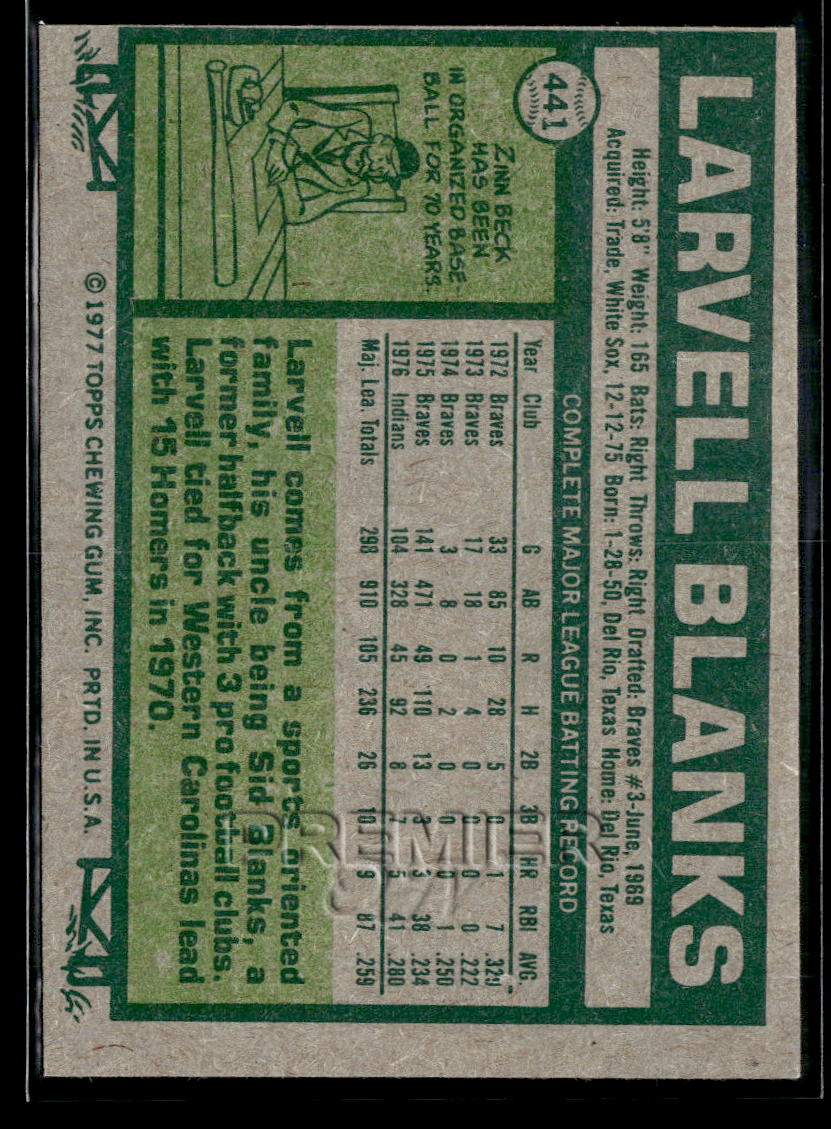 LARVELL BLANKS
Height: 5'8" Weight: 165 Bats: Right Throws: Right Drafted: Braves #3-June, 1969
Acquired: Trade, White Sox, 12-12-75 Born: 1-28-50, Del Rio, Texas Home: Del Rio, Texas
441
COMPLETE MAJOR LEAGUE BATTING RECORD
Year Club G AB R H 2B 3B HR RBI AVG.
1972 Braves 33 85 10 28 5 0 1 7 .329
1973 Braves 17 18 1 4 0 0 0 0 .222
1974 Braves 3 8 0 2 0 0 0 1 .250
1975 Braves 141 471 49 110 13 3 3 38 .234
1976 Indians 104 328 45 92 8 7 5 41 .280
Maj. Lea. Totals 298 910 105 236 26 10 9 87 .259
ZINN BECK
HAS BEEN
IN ORGANIZED BASE-
BALL FOR 70 YEARS.
Larvell comes from a sports oriented
family, his uncle being Sid Blanks, a
former halfback with 3 pro football clubs.
Larvell tied for Western Carolinas lead
with 15 Homers in 1970.
© 1977 TOPPS CHEWING GUM, INC. PRTD. IN U.S.A.
PREMIER